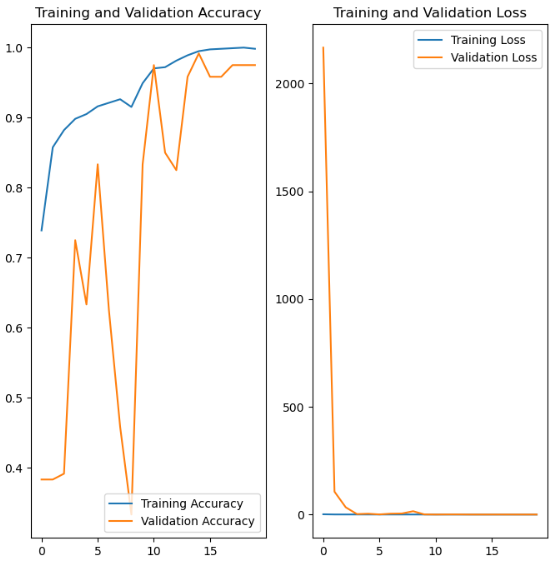 Training and Validation Accuracy
1.0
0.9
0.8
0.7
0.6
0.5
0.4
Training Accuracy
Validation Accuracy
0 5 10 15
Training and Validation Loss
Training Loss
Validation Loss
2000
1500
1000
500
0
0 5 10 15